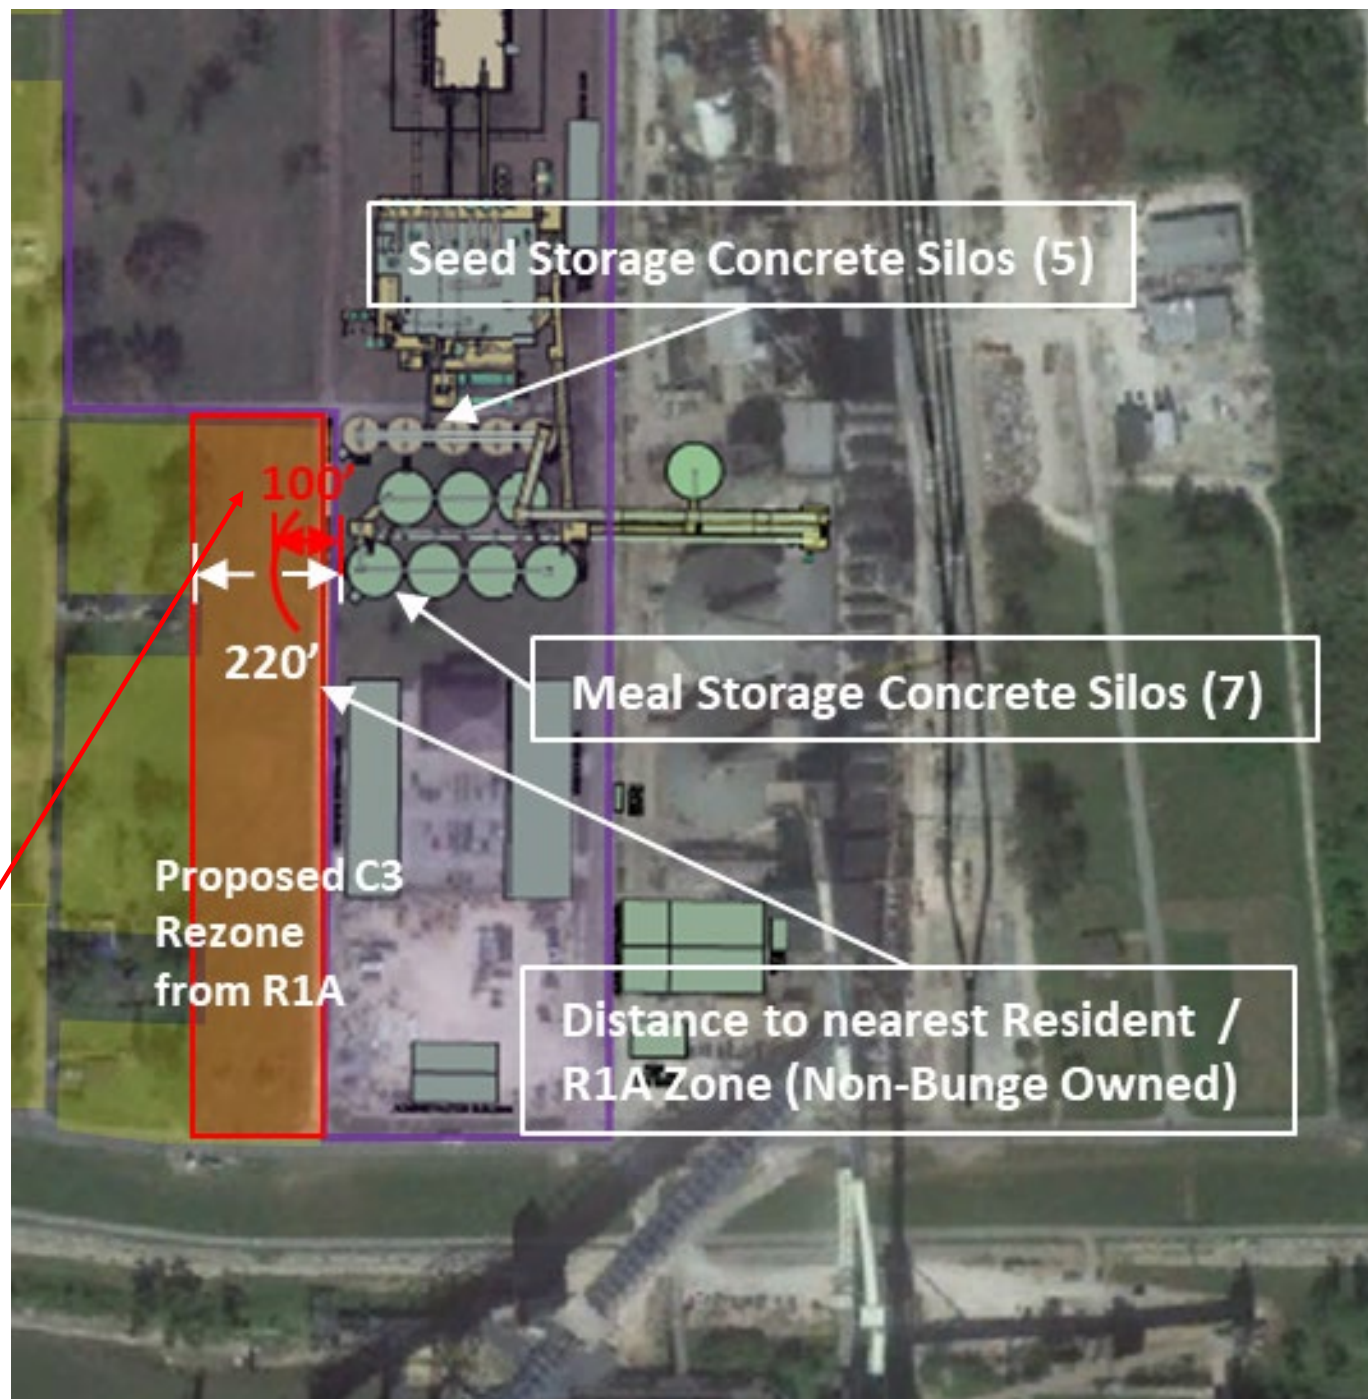 Seed Storage Concrete Silos (5)
100’
220’
Meal Storage Concrete Silos (7)
Proposed C3
Rezone
from R1A
Distance to nearest Resident /
R1A Zone (Non-Bunge Owned)